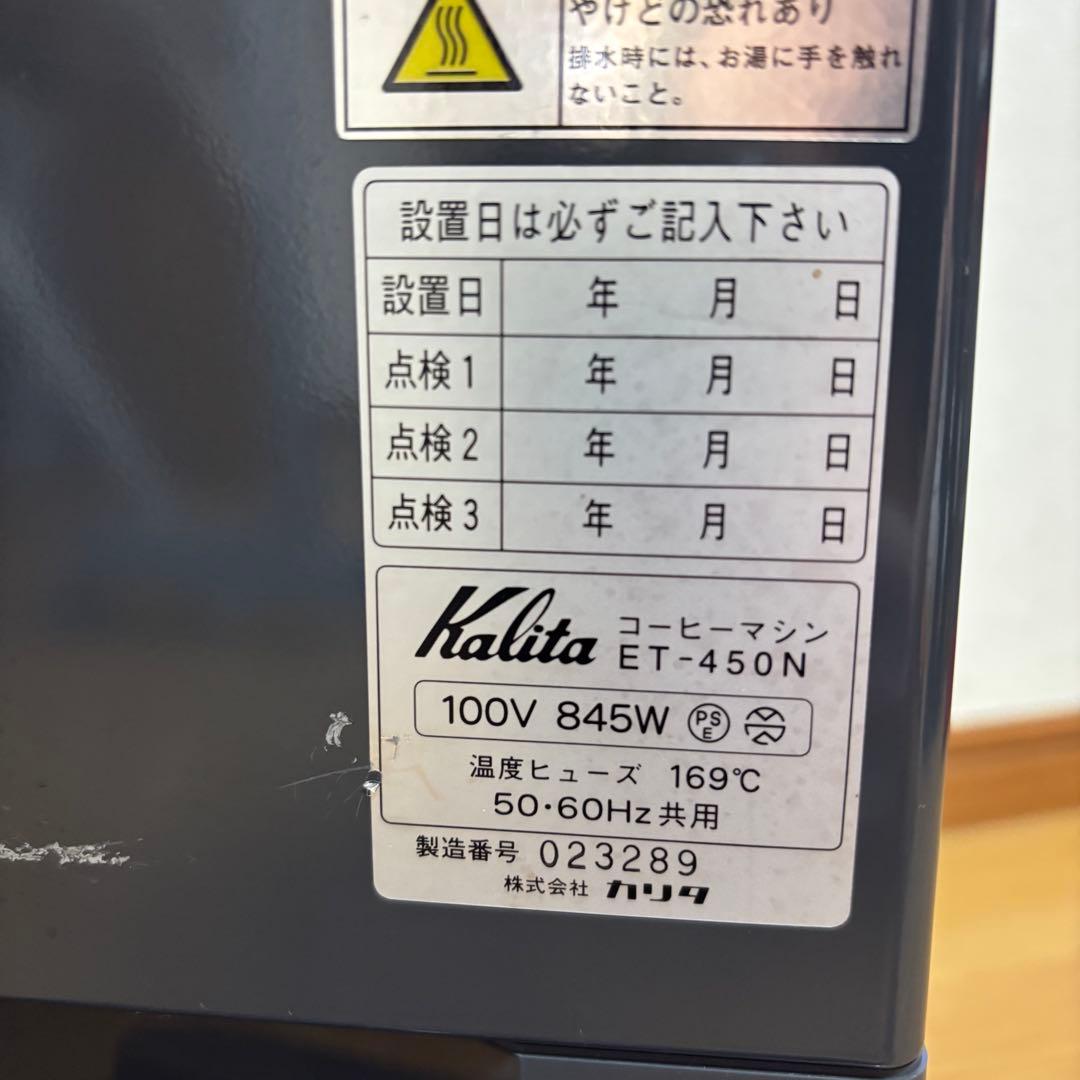 やけどの恐れあり
排水時には、お湯に手を触れ
ないこと。
設置日は必ずご記入下さい
設置日 年 月 日
点検1 年 月 日
点検2 年 月 日
点検3 年 月 日
Kalita コーヒーマシン
ET-450N
100V 845W PSE
温度ヒューズ 169℃
50・60Hz共用
製造番号 023289
株式会社 カリタ